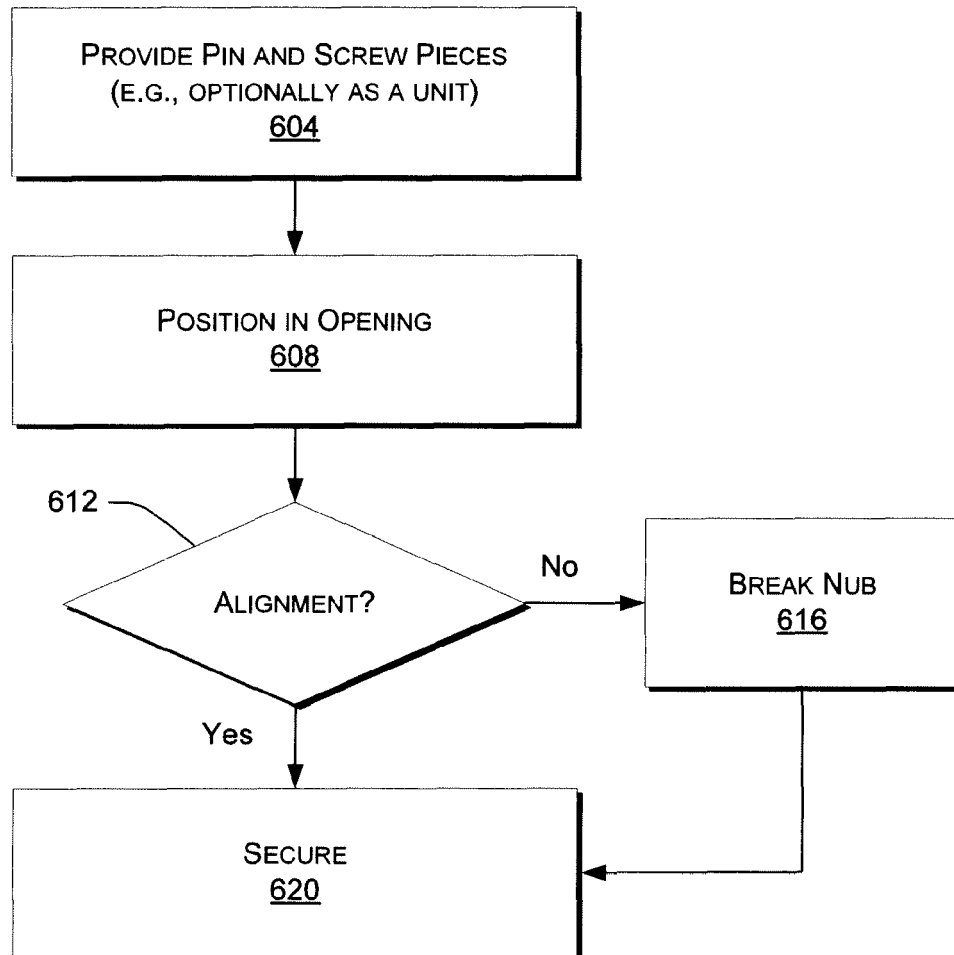 PROVIDE PIN AND SCREW PIECES
(E.G., OPTIONALLY AS A UNIT)
604
POSITION IN OPENING
608
612
ALIGNMENT?
No
BREAK NUB
616
Yes
SECURE
620